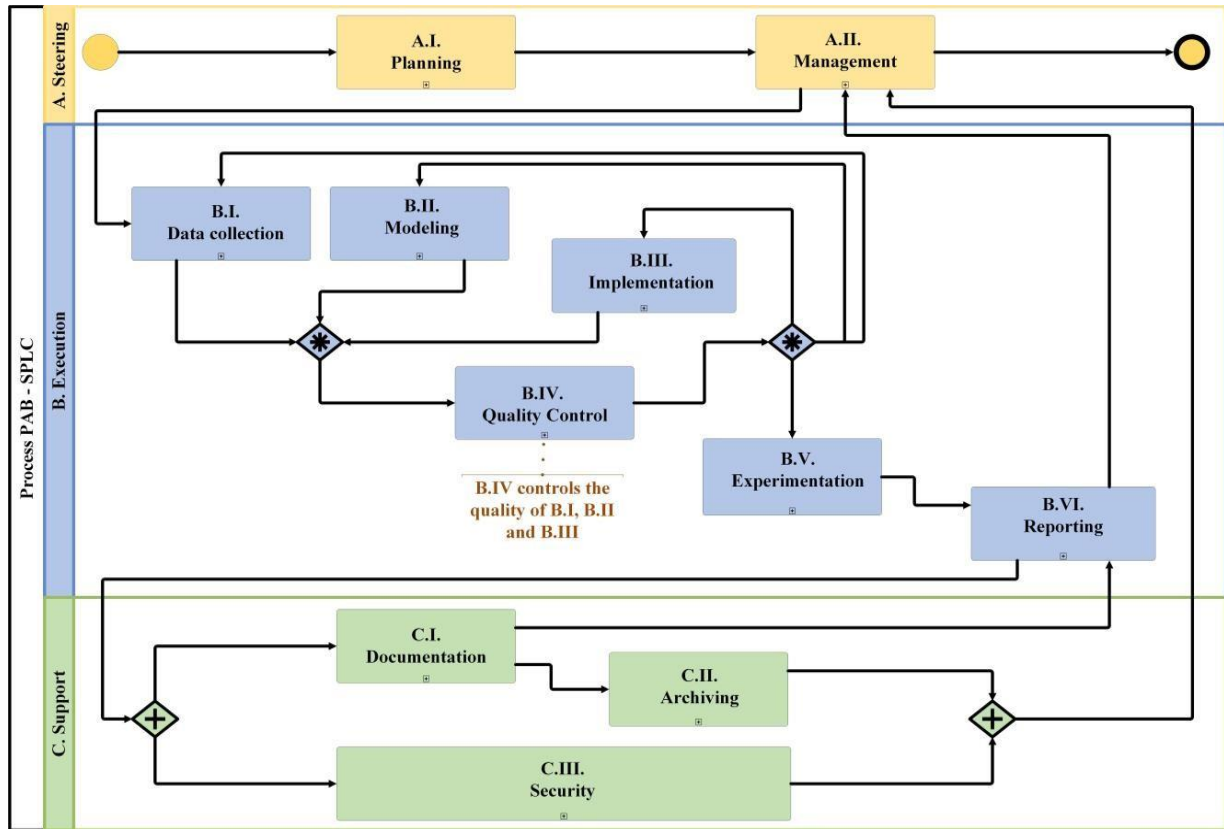 Process PAB - SPLC
A. Steering
A.I.
Planning
A.II.
Management
B. Execution
B.I.
Data collection
B.II.
Modeling
B.III.
Implementation
B.IV.
Quality Control
B.IV controls the
quality of B.I, B.II
and B.III
B.V.
Experimentation
B.VI.
Reporting
C. Support
C.I.
Documentation
C.II.
Archiving
C.III.
Security